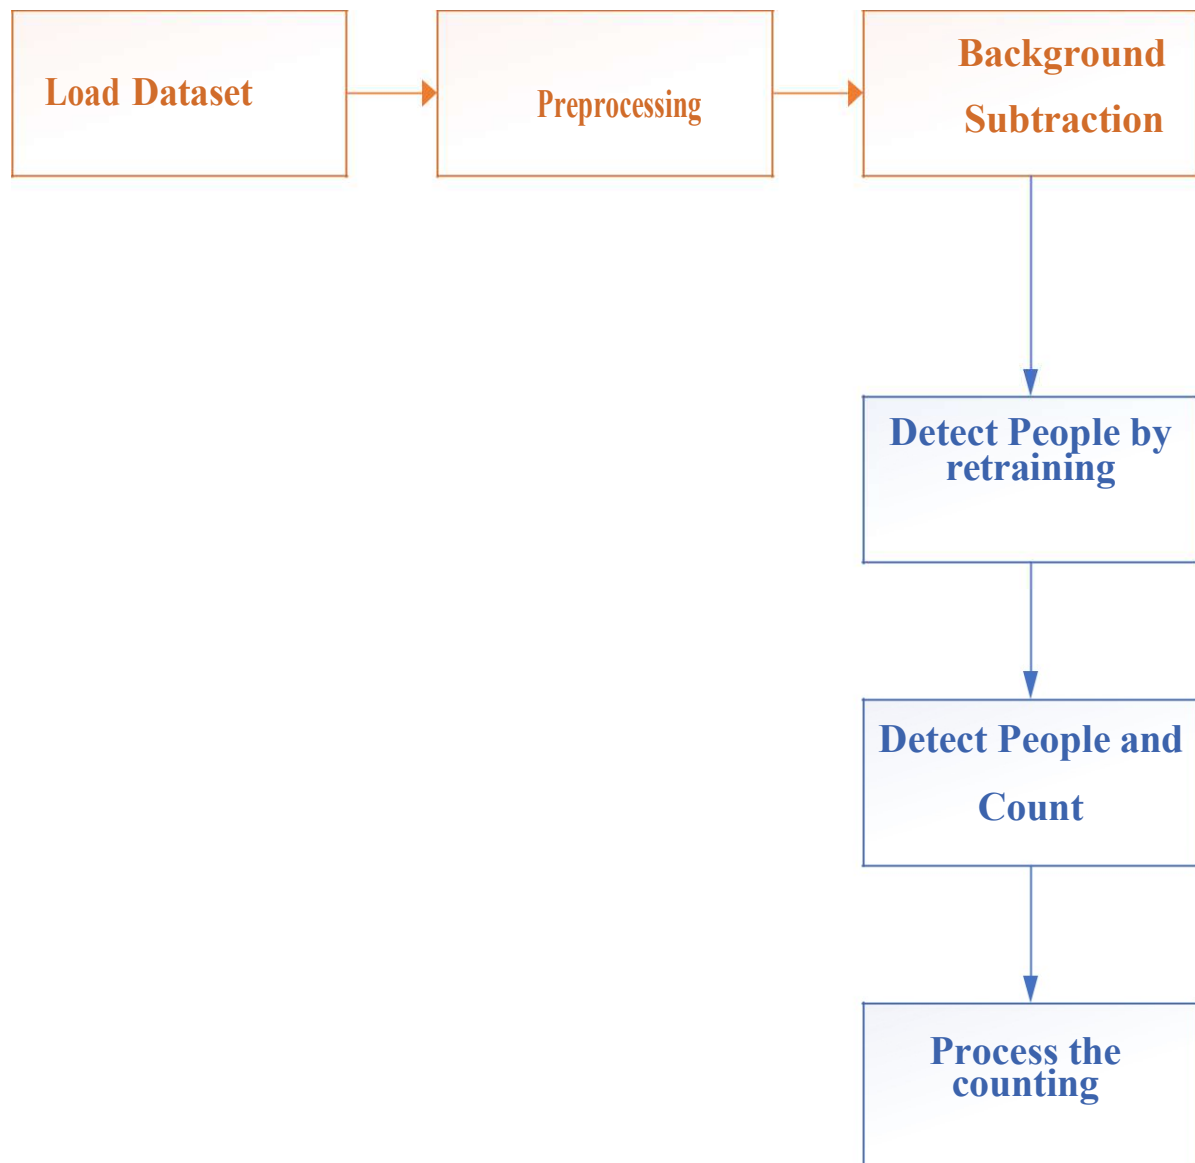 Load Dataset
Preprocessing
Background
Subtraction
Detect People by
retraining
Detect People and
Count
Process the
counting